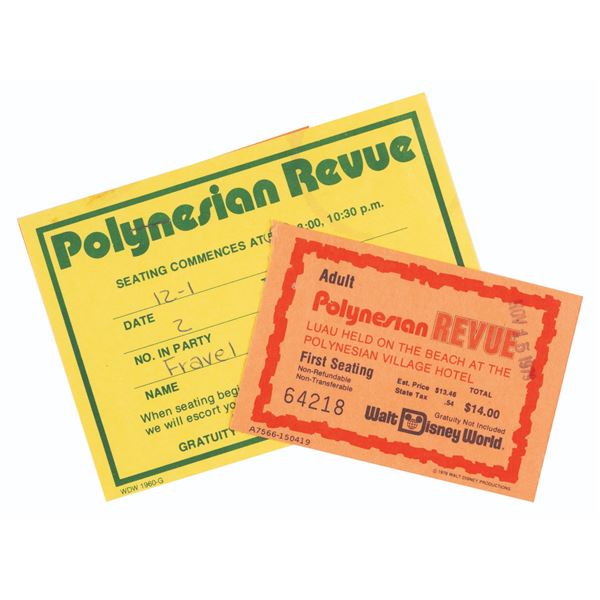 Polynesian Revue
SEATING COMMENCES AT 8:00, 10:30 p.m.
12-1
DATE
2
NO. IN PARTY
Fravel
NAME
When seating begi
we will escort yo
GRATUITY
WDW 1960-G
Adult
Polynesian REVUE
LUAU HELD ON THE BEACH AT THE
POLYNESIAN VILLAGE HOTEL
First Seating
Non-Refundable
Non-Transferable
Est. Price $13.46 TOTAL
State Tax .54 $14.00
64218
Gratuity Not Included
Walt Disney World.
A7566-150419
© 1978 WALT DISNEY PRODUCTIONS
NOV 15